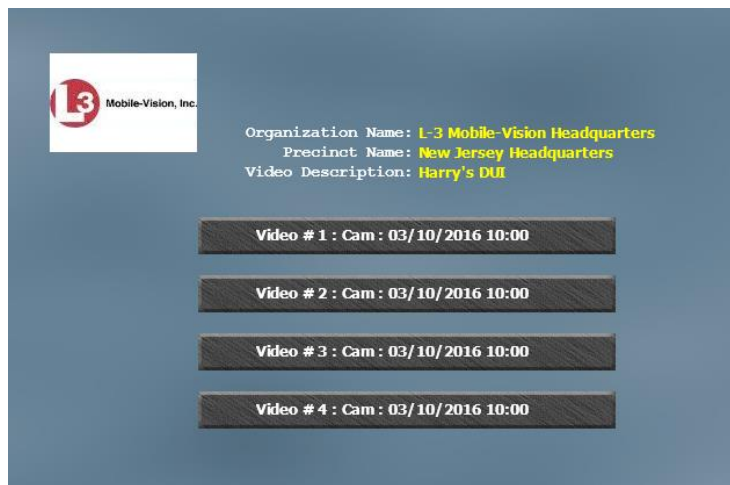 L3 Mobile-Vision, Inc.
Organization Name: L-3 Mobile-Vision Headquarters
Precinct Name: New Jersey Headquarters
Video Description: Harry's DUI
Video # 1 : Cam : 03/10/2016 10:00
Video # 2 : Cam : 03/10/2016 10:00
Video # 3 : Cam : 03/10/2016 10:00
Video # 4 : Cam : 03/10/2016 10:00